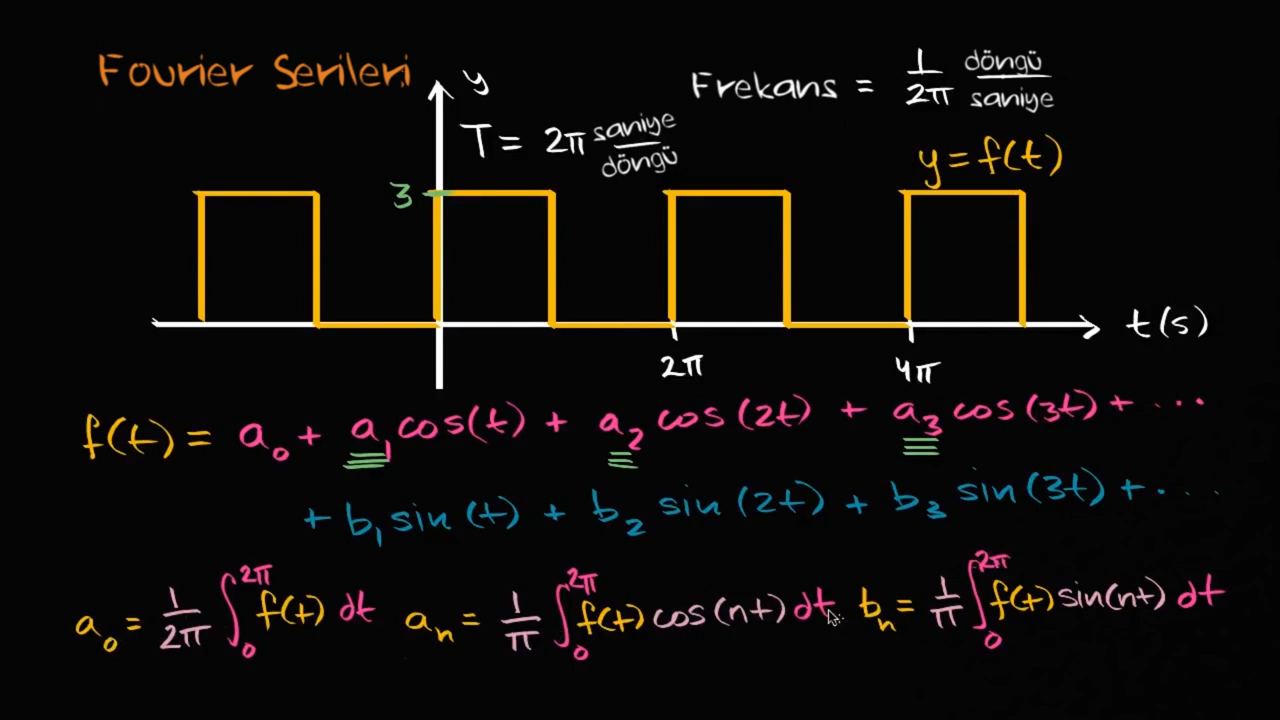 Fourier Serileri
y
Frekans = 1/2π döngü/saniye
T = 2π saniye/döngü
y = f(t)
3
t(s)
2π
4π
f(t) = a₀ + a₁cos(t) + a₂ cos(2t) + a₃ cos(3t) + ...
+ b₁ sin(t) + b₂ sin(2t) + b₃ sin(3t) + ...
a₀ = 1/2π ∫₀^2π f(t) dt aₙ = 1/π ∫₀^2π f(t) cos(nt) dt bₙ = 1/π ∫₀^2π f(t) sin(nt) dt